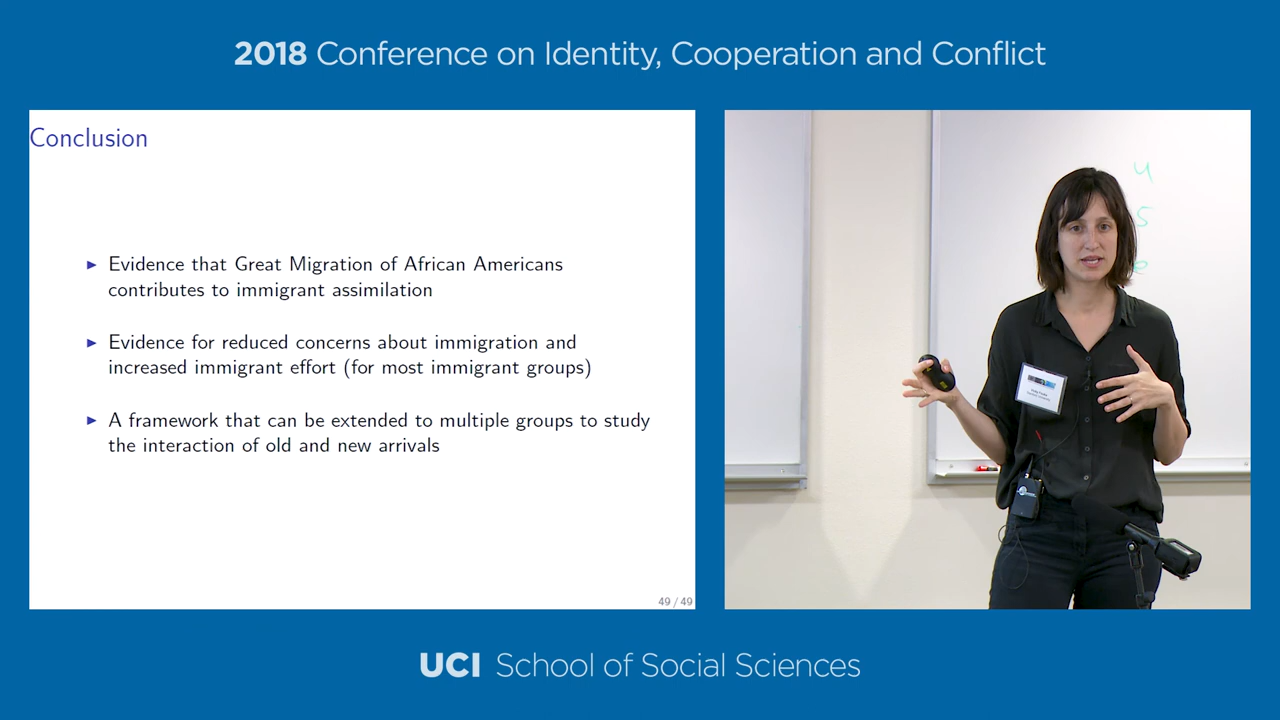 2018 Conference on Identity, Cooperation and Conflict
Conclusion
▶ Evidence that Great Migration of African Americans
contributes to immigrant assimilation
▶ Evidence for reduced concerns about immigration and
increased immigrant effort (for most immigrant groups)
▶ A framework that can be extended to multiple groups to study
the interaction of old and new arrivals
49 / 49
4
5
e
UCI School of Social Sciences